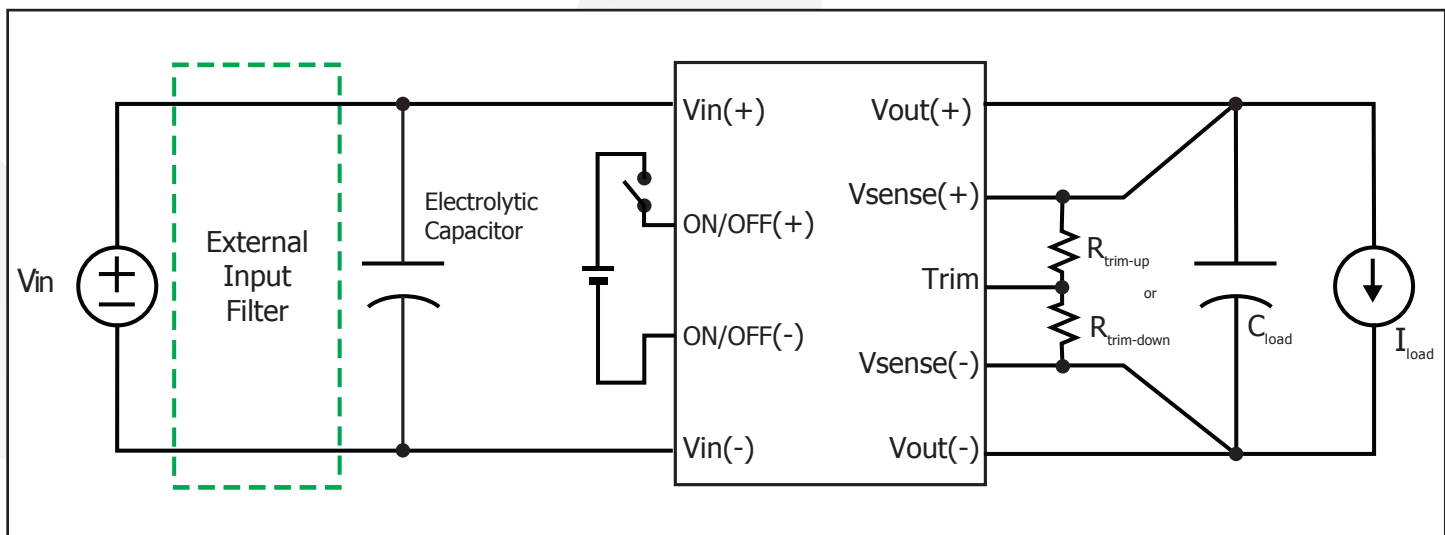 Vin
External
Input
Filter
Electrolytic
Capacitor
Vin(+)
ON/OFF(+)
ON/OFF(-)
Vin(-)
Vout(+)
Vsense(+)
Trim
Vsense(-)
Vout(-)
Rtrim-up
or
Rtrim-down
Cload
Iload